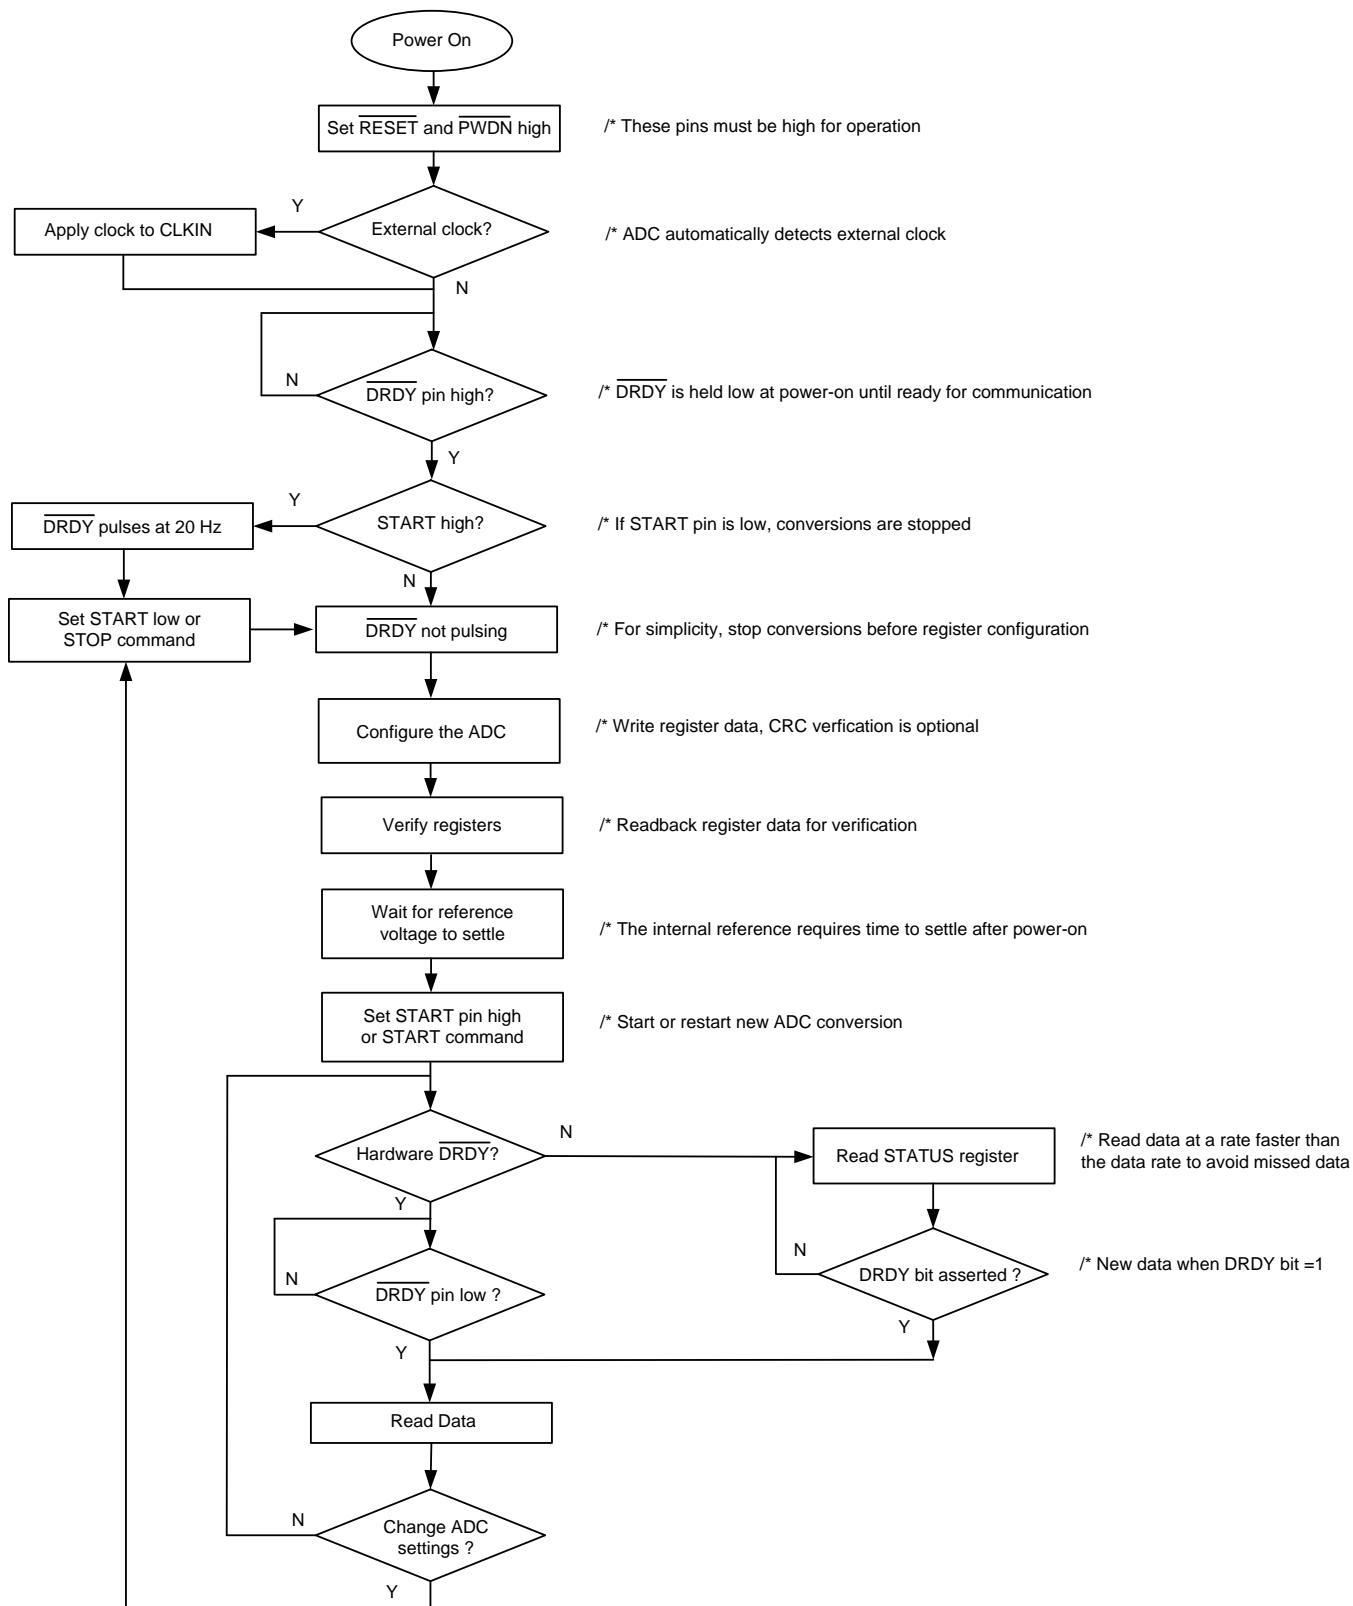 Power On
Set RESET and PWDN high
/* These pins must be high for operation
Y
Apply clock to CLKIN
External clock?
/* ADC automatically detects external clock
N
N
DRDY pin high?
/* DRDY is held low at power-on until ready for communication
Y
Y
DRDY pulses at 20 Hz
START high?
/* If START pin is low, conversions are stopped
N
Set START low or
STOP command
DRDY not pulsing
/* For simplicity, stop conversions before register configuration
Configure the ADC
/* Write register data, CRC verfication is optional
Verify registers
/* Readback register data for verification
Wait for reference
voltage to settle
/* The internal reference requires time to settle after power-on
Set START pin high
or START command
/* Start or restart new ADC conversion
Hardware DRDY?
N
Read STATUS register
/* Read data at a rate faster than
the data rate to avoid missed data
Y
N
DRDY pin low ?
N
DRDY bit asserted ?
/* New data when DRDY bit =1
Y
Y
Read Data
N
Change ADC
settings ?
Y